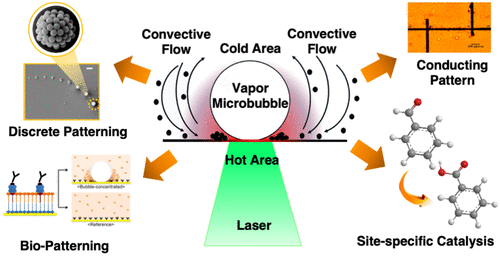 Convective
Flow
Cold Area
Convective
Flow
Vapor
Microbubble
Hot Area
Laser
Discrete Patterning
<Bubble-concentrated>
<Reference>
Bio-Patterning
Conducting
Pattern
Site-specific Catalysis